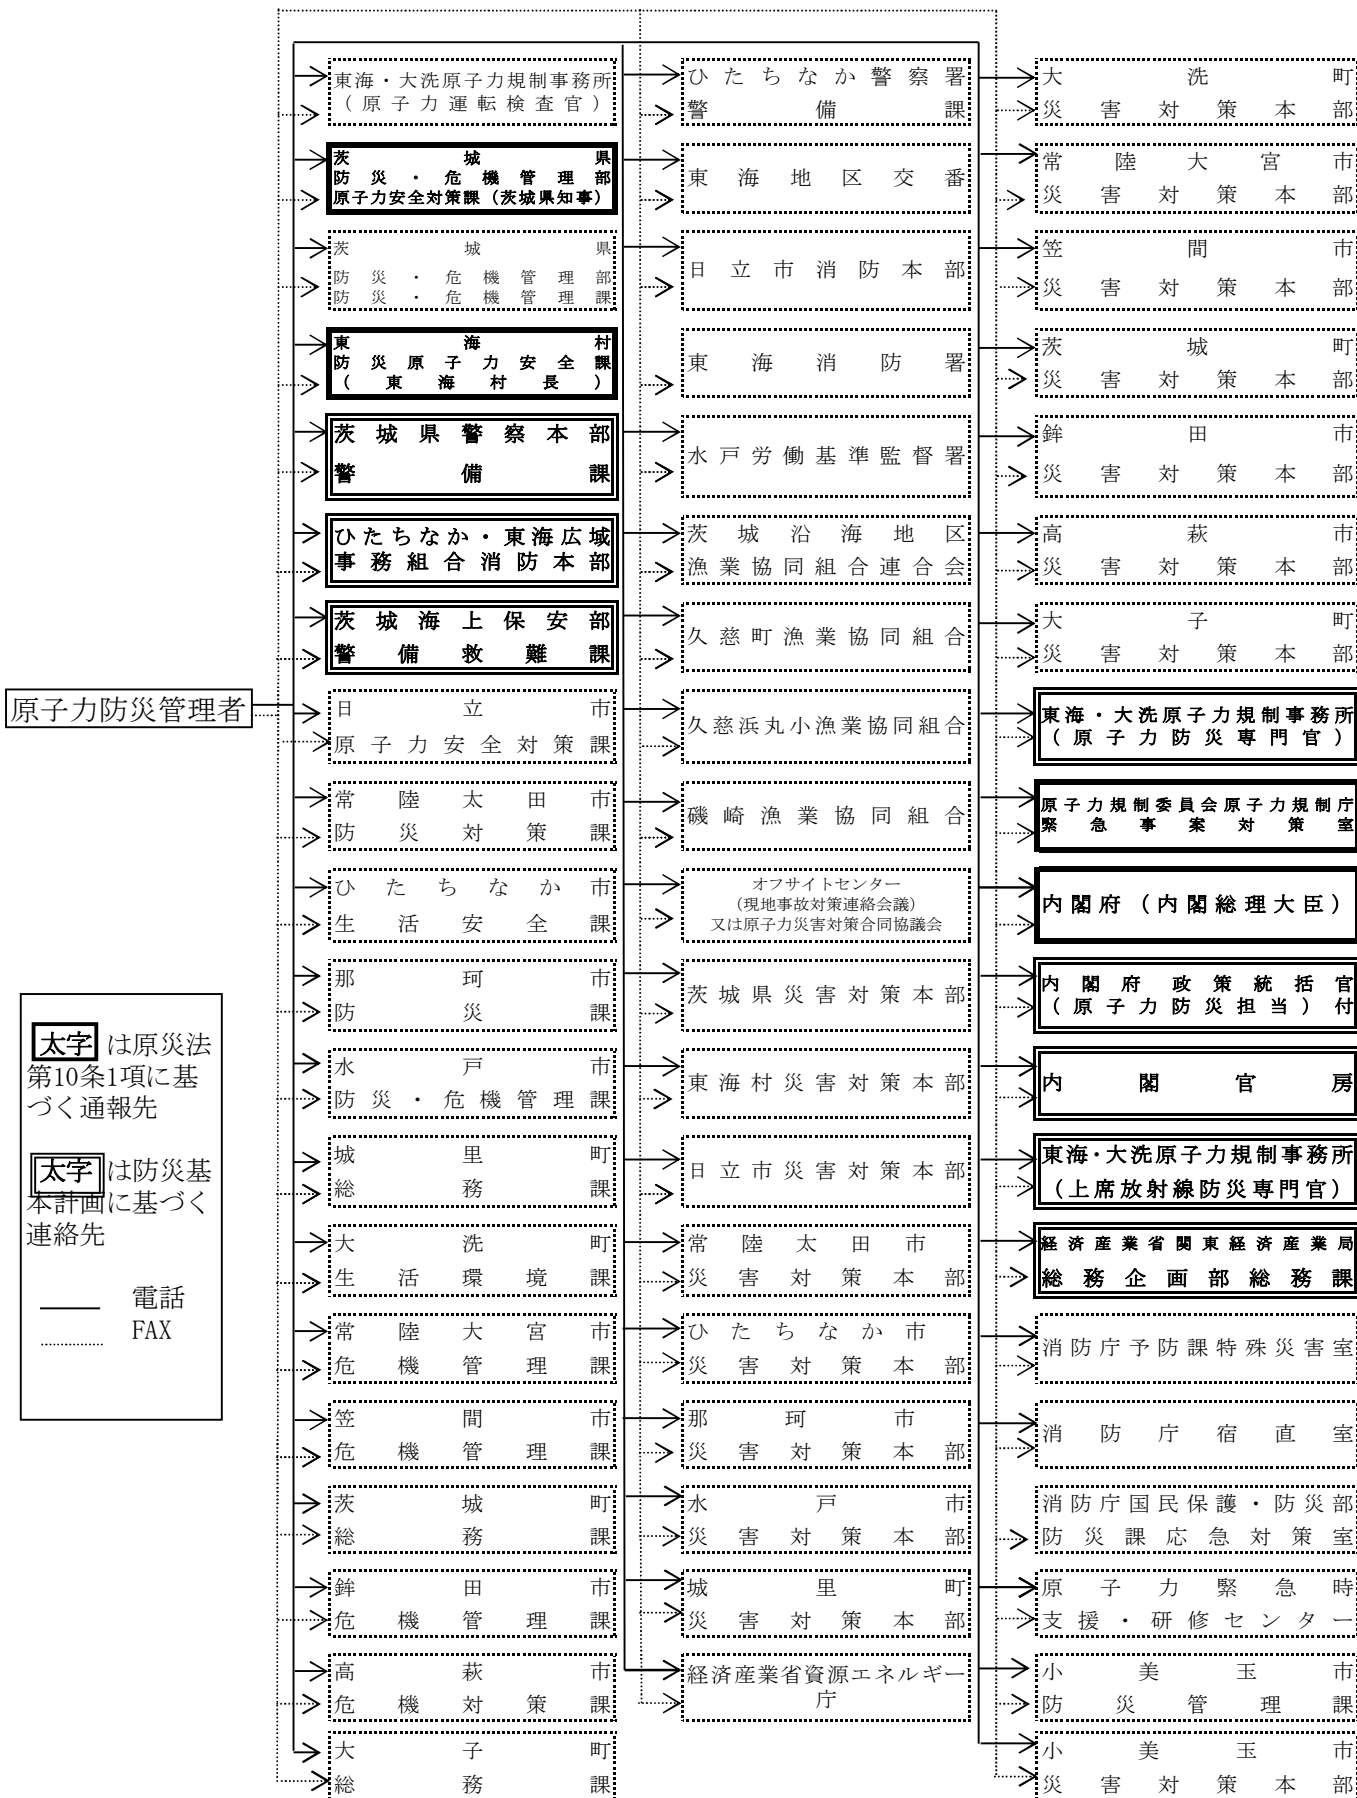 原子力防災管理者
太字 は原災法
第10条1項に基
づく通報先
太字 は防災基
本計画に基づく
連絡先
電話
FAX
東海・大洗原子力規制事務所
（原子力運転検査官）
茨城県
防災・危機管理部
原子力安全対策課（茨城県知事）
茨城県
防災・危機管理部
防災・危機管理課
東海村
防災原子力安全課
（東海村長）
茨城県警察本部
警備課
ひたちなか・東海広域
事務組合消防本部
茨城海上保安部
警備救難課
日立市
原子力安全対策課
常陸太田市
防災対策課
ひたちなか市
生活安全課
那珂市
防災課
水戸市
防災・危機管理課
城里町
総務課
大洗町
生活環境課
常陸大宮市
危機管理課
笠間市
危機管理課
茨城町
総務課
鉾田市
危機管理課
高萩市
危機対策課
大子町
総務課
ひたちなか警察署
警備課
東海地区交番
日立市消防本部
東海消防署
水戸労働基準監督署
茨城沿海地区
漁業協同組合連合会
久慈町漁業協同組合
久慈浜丸小漁業協同組合
磯崎漁業協同組合
オフサイトセンター
（現地事故対策連絡会議）
又は原子力災害対策合同協議会
茨城県災害対策本部
東海村災害対策本部
日立市災害対策本部
常陸太田市
災害対策本部
ひたちなか市
災害対策本部
那珂市
災害対策本部
水戸市
災害対策本部
城里町
災害対策本部
経済産業省資源エネルギー
庁
大洗町
災害対策本部
常陸大宮市
災害対策本部
笠間市
災害対策本部
茨城町
災害対策本部
鉾田市
災害対策本部
高萩市
災害対策本部
大子町
災害対策本部
東海・大洗原子力規制事務所
（原子力防災専門官）
原子力規制委員会原子力規制庁
緊急事案対策室
内閣府（内閣総理大臣）
内閣府政策統括官
（原子力防災担当）付
内閣官房
東海・大洗原子力規制事務所
（上席放射線防災専門官）
経済産業省関東経済産業局
総務企画部総務課
消防庁予防課特殊災害室
消防庁宿直室
消防庁国民保護・防災部
防災課応急対策室
原子力緊急時
支援・研修センター
小美玉市
防災管理課
小美玉市
災害対策本部